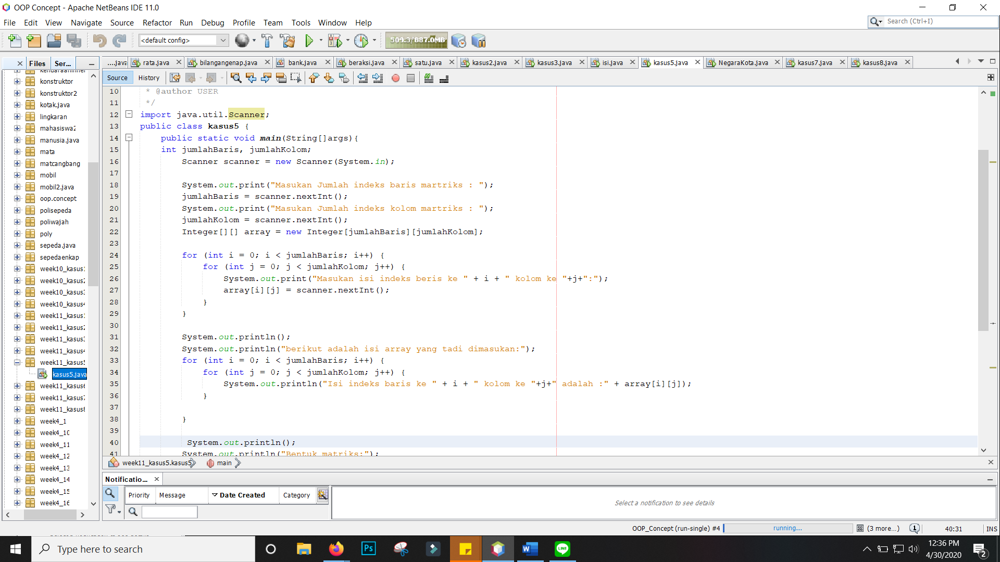 OOP Concept - Apache NetBeans IDE 11.0
File Edit View Navigate Source Refactor Run Debug Profile Team Tools Window Help
Search (Ctrl+I)
<default config>
509.3/887.0MB
Files Ser...
....java rata.java bilangangenap.java bank.java beraksi.java satu.java kasus2.java kasus3.java isi.java kasus5.java NegaraKota.java kasus7.java kasus8.java
Source History
konstruktor
konstruktor2
kotak.java
lingkaran
mahasiswa2
manusia.java
mata
matcangbang
mobil
mobil2.java
oop.concept
polisepeda
poliwajah
poly
sepeda.java
sepedaenkap
week10_kasus1
week10_kasus2
week10_kasus3
week10_kasus4
week11_kasus1
week11_kasus2
week11_kasus3
week11_kasus4
week11_kasus5
kasus5.java
week11_kasus6
week11_kasus7
week11_kasus8
week4_1
week4_10
week4_11
week4_12
week4_13
week4_14
week4_15
week4_16
10 * @author USER
11 */
12 import java.util.Scanner;
13 public class kasus5 {
14 public static void main(String[]args){
15 int jumlahBaris, jumlahKolom;
16 Scanner scanner = new Scanner(System.in);
17
18 System.out.print("Masukan Jumlah indeks baris martriks : ");
19 jumlahBaris = scanner.nextInt();
20 System.out.print("Masukan Jumlah indeks kolom martriks : ");
21 jumlahKolom = scanner.nextInt();
22 Integer[][] array = new Integer[jumlahBaris][jumlahKolom];
23
24 for (int i = 0; i < jumlahBaris; i++) {
25 for (int j = 0; j < jumlahKolom; j++) {
26 System.out.print("Masukan isi indeks beris ke " + i + " kolom ke "+j+":");
27 array[i][j] = scanner.nextInt();
28 }
29 }
30
31 System.out.println();
32 System.out.println("berikut adalah isi array yang tadi dimasukan:");
33 for (int i = 0; i < jumlahBaris; i++) {
34 for (int j = 0; j < jumlahKolom; j++) {
35 System.out.println("Isi indeks baris ke " + i + " kolom ke "+j+" adalah :" + array[i][j]);
36 }
37
38 }
39
40 System.out.println();
41 System.out.println("Bentuk matriks:");
week11_kasus5.kasus5 main
Notificatio...
Priority Message Date Created Category
Select a notification to see details
OOP_Concept (run-single) #4 running... (3 more...) 1 40:31 INS
Type here to search
Ps
LINE
12:36 PM
4/30/2020
2